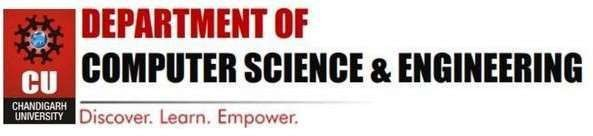 DEPARTMENT OF
COMPUTER SCIENCE & ENGINEERING
CU
CHANDIGARH
UNIVERSITY
Discover. Learn. Empower.